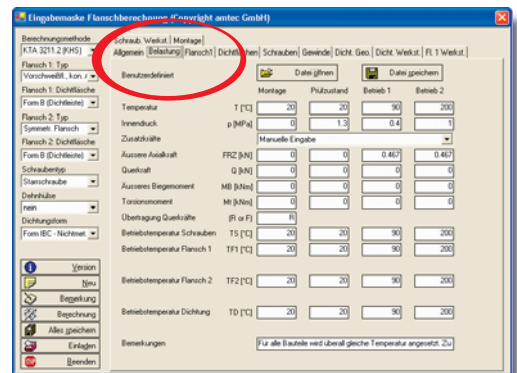 Eingabemaske Flanschberechnung (Copyright amtec GmbH)
Berechnungsmethode
KTA 3211.2 (KHS)
Flansch 1: Typ
Vorschweißfl., kon. A
Flansch 1: Dichtfläche
Form B (Dichtleiste)
Flansch 2: Typ
Symmetr. Flansch
Flansch 2: Dichtfläche
Form B (Dichtleiste)
Schraubentyp
Starrschraube
Dehnhülse
nein
Dichtungsform
Form IBC - Nichtmet.
Version
Neu
Bemerkung
Berechnung
Alles speichern
Einladen
Beenden
Schraub. Werkst. Montage
Allgemein Belastung Flansch1 Dichtflächen Schrauben Gewinde Dicht. Geo. Dicht. Werkst. Fl. 1 Werkst.
Benutzerdefiniert Datei öffnen Datei speichern
Montage Prüfzustand Betrieb 1 Betrieb 2
Temperatur T [°C] 20 20 90 200
Innendruck p [MPa] 0 1.3 0.4 1
Zusatzkräfte Manuelle Eingabe
Äussere Axialkraft FRZ [kN] 0 0 0.467 0.467
Querkraft Q [kN] 0 0 0 0
Äusseres Biegemoment MB [kNm] 0 0 0 0
Torsionsmoment Mt [kNm] 0 0 0 0
Übertragung Querkräfte (R or F) R
Betriebstemperatur Schrauben TS [°C] 20 20 90 200
Betriebstemperatur Flansch 1 TF1 [°C] 20 20 90 200
Betriebstemperatur Flansch 2 TF2 [°C] 20 20 90 200
Betriebstemperatur Dichtung TD [°C] 20 20 90 200
Bemerkungen Für alle Bauteile wird überall gleiche Temperatur angesetzt. Zu